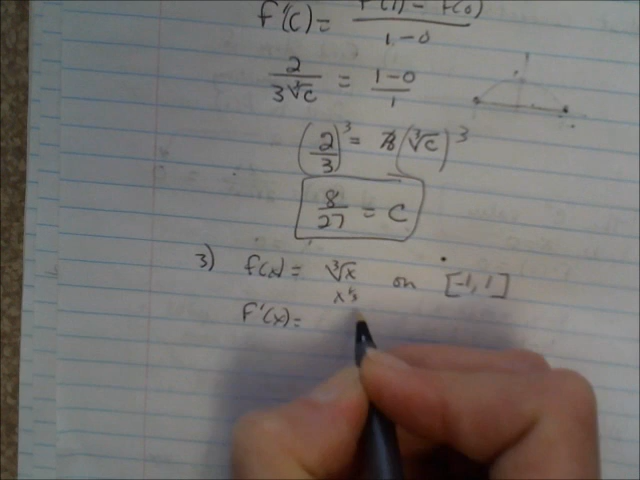 f'(c) = f(1) - f(0)
1-0
2 / 3∛c = 1-0 / 1
(2/3)³ = (∛c)³
8/27 = C
3) f(x) = ∛x on [-1, 1]
x^1/3
f'(x) =